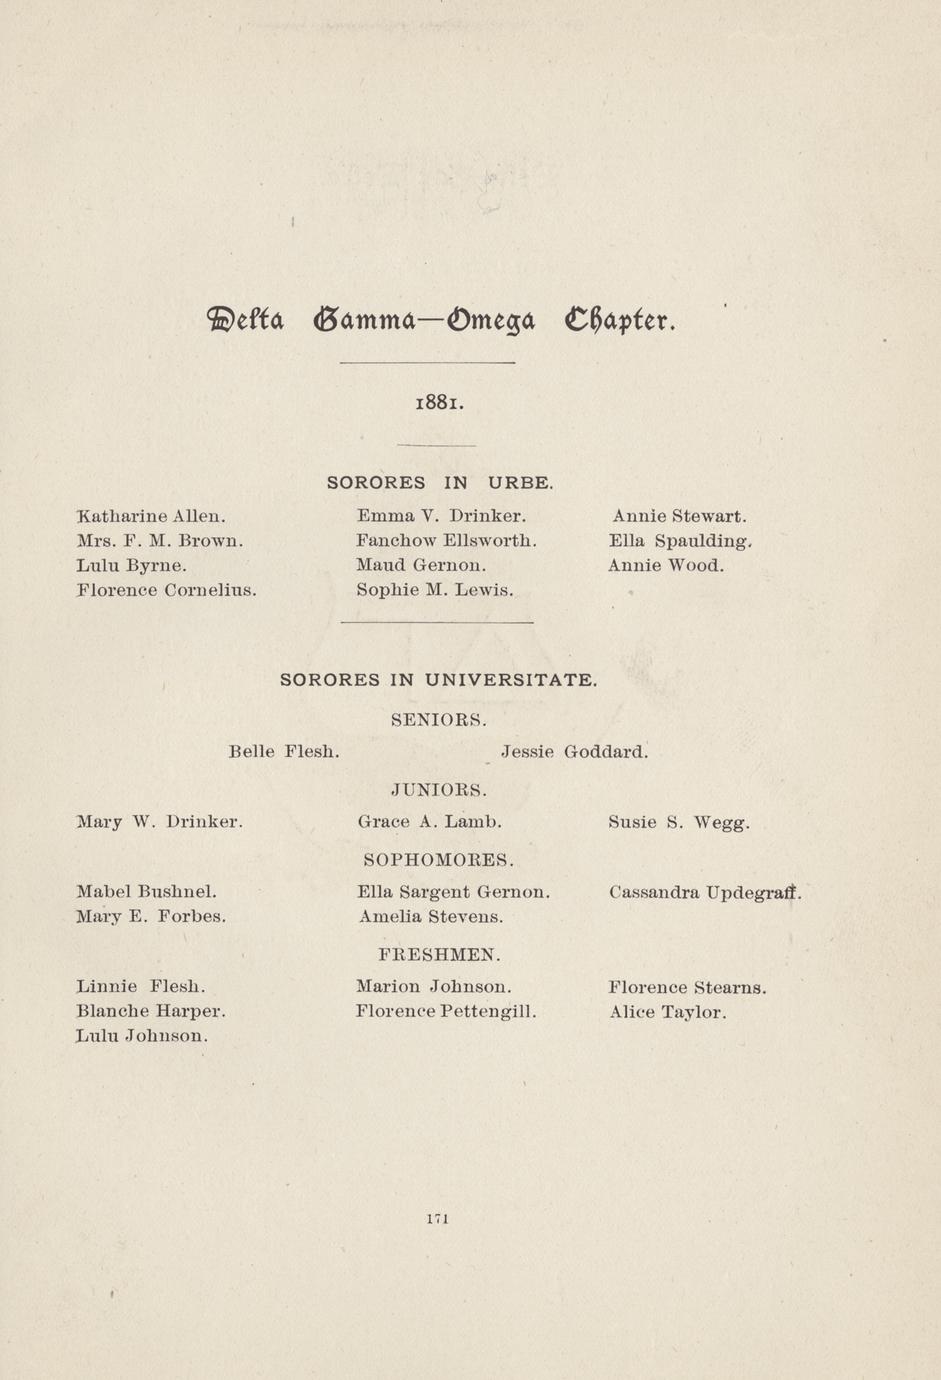 Delta Gamma—Omega Chapter.
1881.
SORORES IN URBE.
Katharine Allen. Emma V. Drinker. Annie Stewart.
Mrs. F. M. Brown. Fanchow Ellsworth. Ella Spaulding.
Lulu Byrne. Maud Gernon. Annie Wood.
Florence Cornelius. Sophie M. Lewis.
SORORES IN UNIVERSITATE.
SENIORS.
Belle Flesh. Jessie Goddard.
JUNIORS.
Mary W. Drinker. Grace A. Lamb. Susie S. Wegg.
SOPHOMORES.
Mabel Bushnel. Ella Sargent Gernon. Cassandra Updegraff.
Mary E. Forbes. Amelia Stevens.
FRESHMEN.
Linnie Flesh. Marion Johnson. Florence Stearns.
Blanche Harper. Florence Pettengill. Alice Taylor.
Lulu Johnson.
171